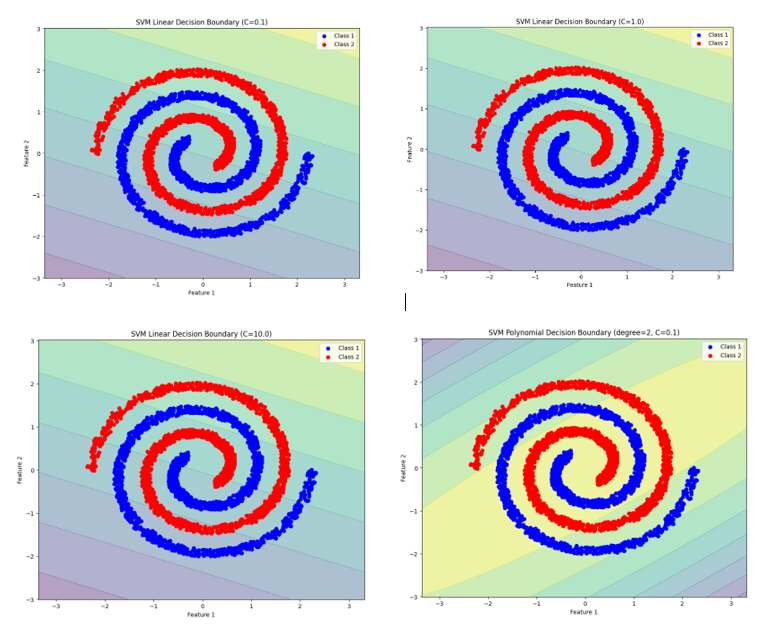 SVM Linear Decision Boundary (C=0.1)
Class 1
Class 2
3
2
1
0
−1
−2
−3
Feature 2
−3
−2
−1
0
1
2
3
Feature 1
SVM Linear Decision Boundary (C=1.0)
Class 1
Class 2
3
2
1
0
−1
−2
−3
Feature 2
−3
−2
−1
0
1
2
3
Feature 1
SVM Linear Decision Boundary (C=10.0)
Class 1
Class 2
3
2
1
0
−1
−2
−3
Feature 2
−3
−2
−1
0
1
2
3
Feature 1
SVM Polynomial Decision Boundary (degree=2, C=0.1)
Class 1
Class 2
3
2
1
0
−1
−2
−3
Feature 2
−3
−2
−1
0
1
2
3
Feature 1